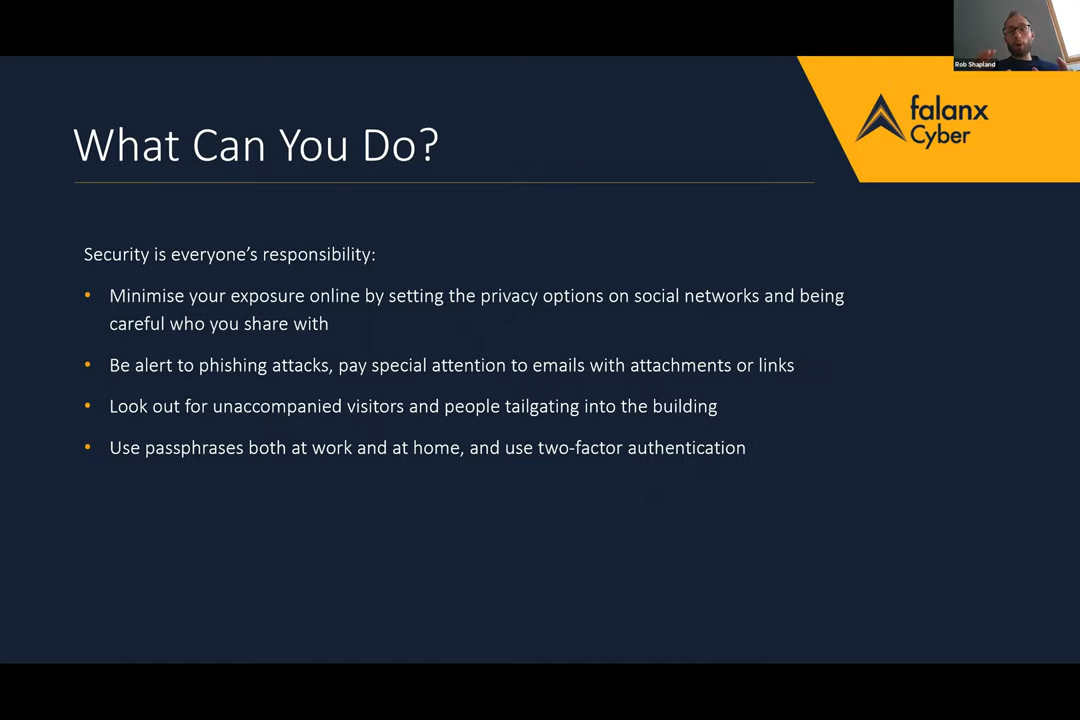 Rob Shapland
falanx
Cyber
What Can You Do?
Security is everyone’s responsibility:
• Minimise your exposure online by setting the privacy options on social networks and being
careful who you share with
• Be alert to phishing attacks, pay special attention to emails with attachments or links
• Look out for unaccompanied visitors and people tailgating into the building
• Use passphrases both at work and at home, and use two-factor authentication